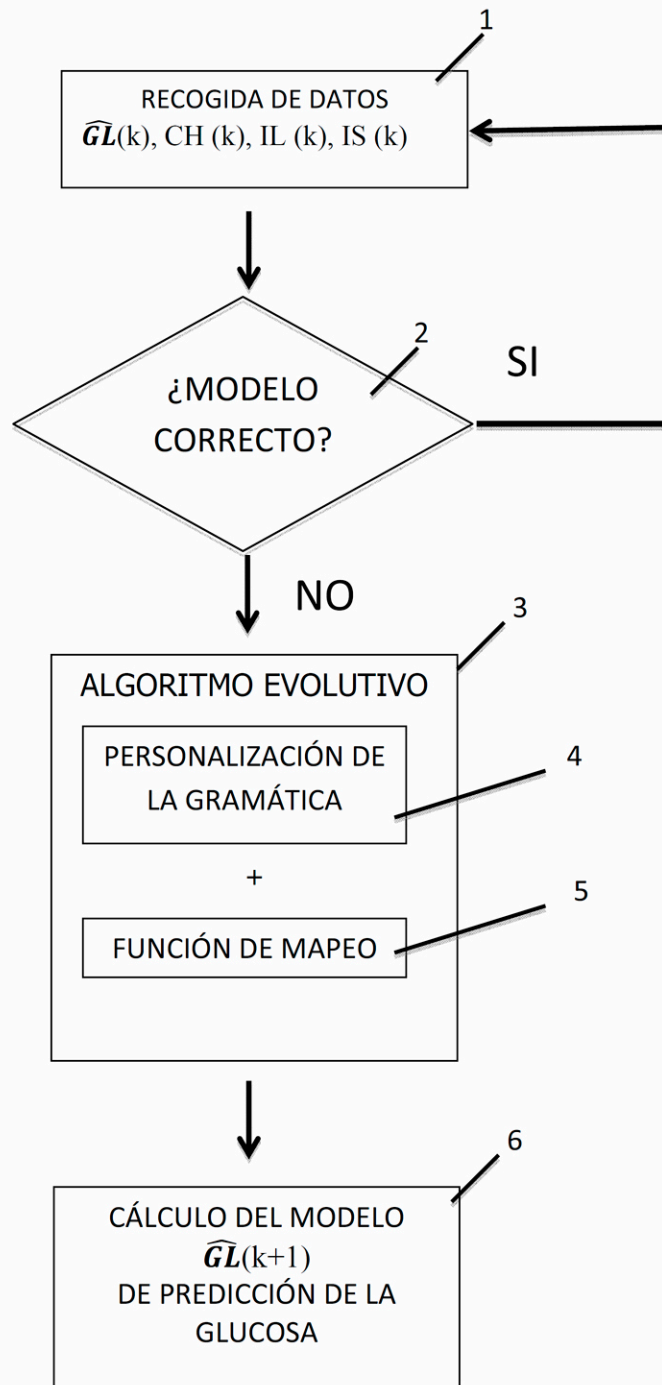 1
RECOGIDA DE DATOS
𝑮𝑳̂(k), CH (k), IL (k), IS (k)
2
SI
¿MODELO
CORRECTO?
NO
3
ALGORITMO EVOLUTIVO
PERSONALIZACIÓN DE
LA GRAMÁTICA
4
+
5
FUNCIÓN DE MAPEO
6
CÁLCULO DEL MODELO
𝑮𝑳̂(k+1)
DE PREDICCIÓN DE LA
GLUCOSA